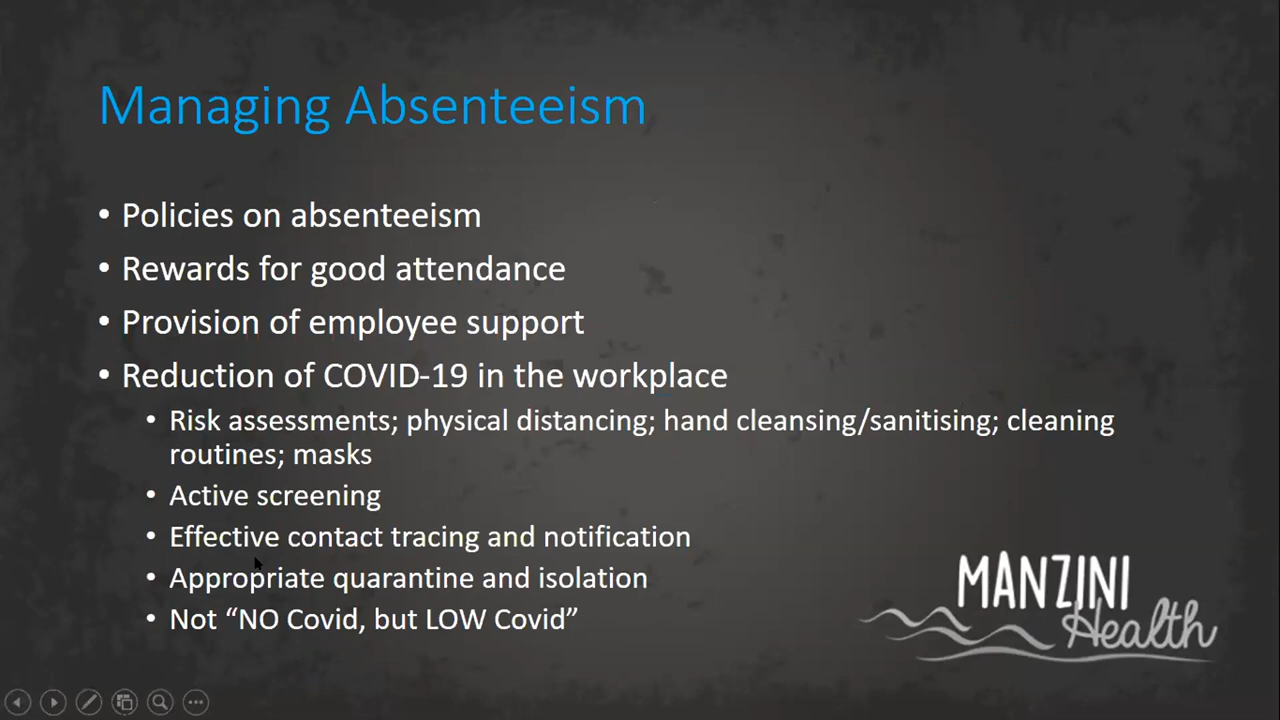 Managing Absenteeism
• Policies on absenteeism
• Rewards for good attendance
• Provision of employee support
• Reduction of COVID-19 in the workplace
• Risk assessments; physical distancing; hand cleansing/sanitising; cleaning
routines; masks
• Active screening
• Effective contact tracing and notification
• Appropriate quarantine and isolation
• Not “NO Covid, but LOW Covid”
MANZINI
Health